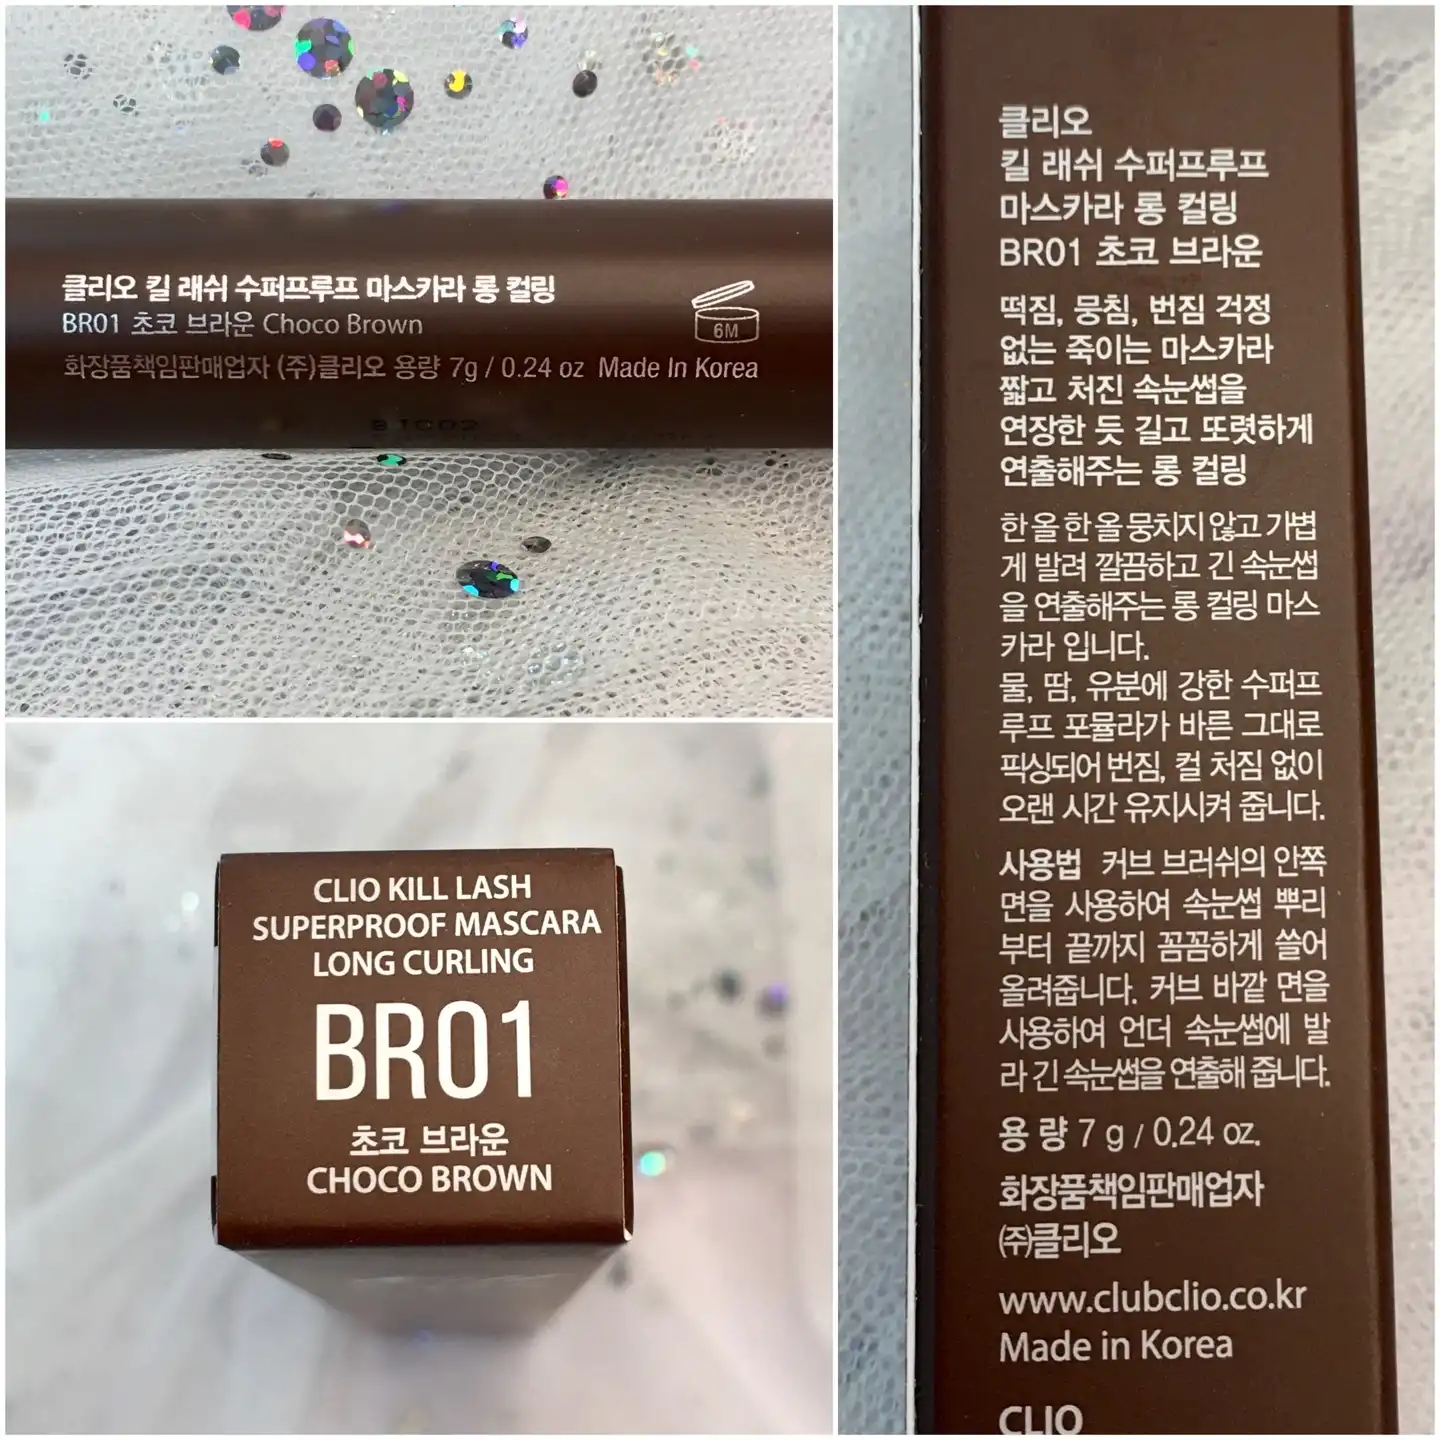 클리오 킬 래쉬 수퍼프루프 마스카라 롱 컬링
BR01 초코 브라운 Choco Brown
화장품책임판매업자 (주)클리오 용량 7g / 0.24 oz Made In Korea
6M
CLIO KILL LASH
SUPERPROOF MASCARA
LONG CURLING
BR01
초코 브라운
CHOCO BROWN
클리오
킬 래쉬 수퍼프루프
마스카라 롱 컬링
BR01 초코 브라운
떡짐, 뭉침, 번짐 걱정
없는 죽이는 마스카라
짧고 처진 속눈썹을
연장한 듯 길고 또렷하게
연출해주는 롱 컬링
한 올 한 올 뭉치지 않고 가볍
게 발려 깔끔하고 긴 속눈썹
을 연출해주는 롱 컬링 마스
카라 입니다.
물, 땀, 유분에 강한 수퍼프
루프 포뮬라가 바른 그대로
픽싱되어 번짐, 컬 처짐 없이
오랜 시간 유지시켜 줍니다.
사용법 커브 브러쉬의 안쪽
면을 사용하여 속눈썹 뿌리
부터 끝까지 꼼꼼하게 쓸어
올려줍니다. 커브 바깥 면을
사용하여 언더 속눈썹에 발
라 긴 속눈썹을 연출해 줍니다.
용 량 7 g / 0.24 oz.
화장품책임판매업자
㈜클리오
www.clubclio.co.kr
Made in Korea
CLIO